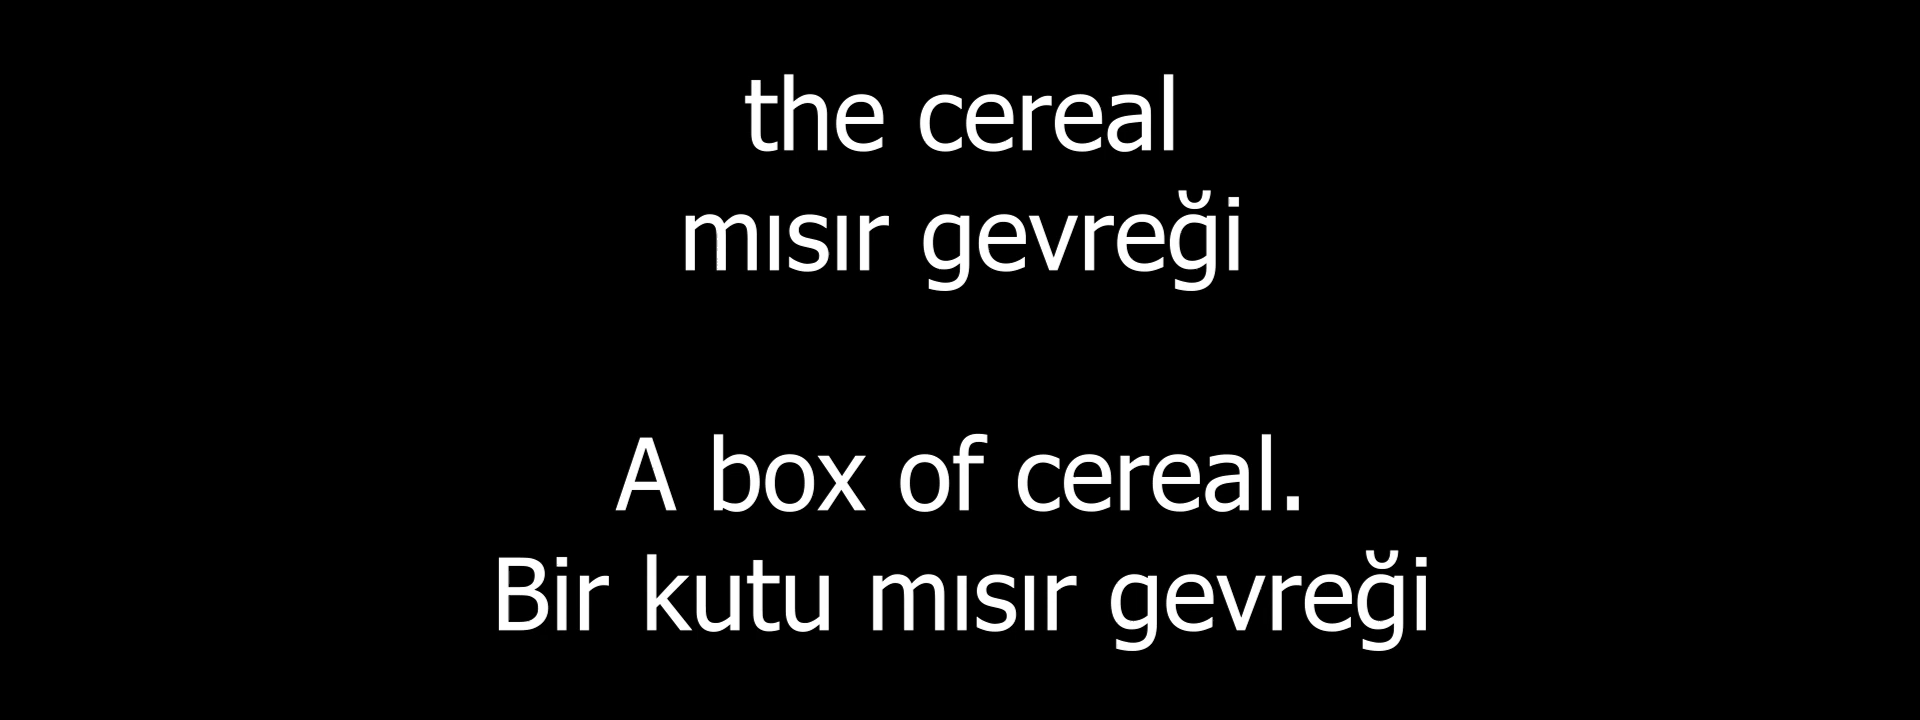 the cereal
mısır gevreği
A box of cereal.
Bir kutu mısır gevreği